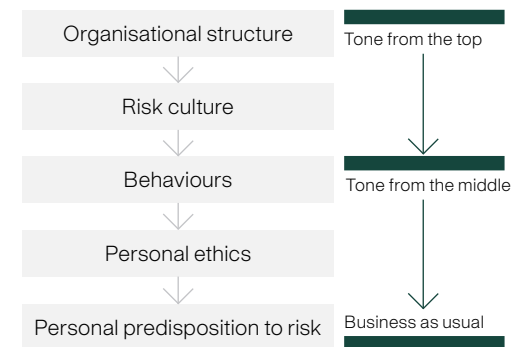 Organisational structure
Tone from the top
Risk culture
Behaviours
Tone from the middle
Personal ethics
Personal predisposition to risk
Business as usual